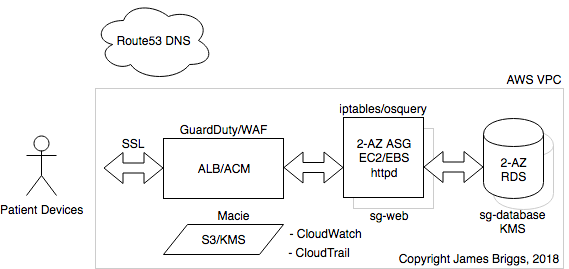 Route53 DNS
AWS VPC
iptables/osquery
GuardDuty/WAF
SSL
ALB/ACM
2-AZ ASG
EC2/EBS
httpd
2-AZ
RDS
Patient Devices
Macie
sg-web
sg-database
KMS
S3/KMS
- CloudWatch
- CloudTrail
Copyright James Briggs, 2018